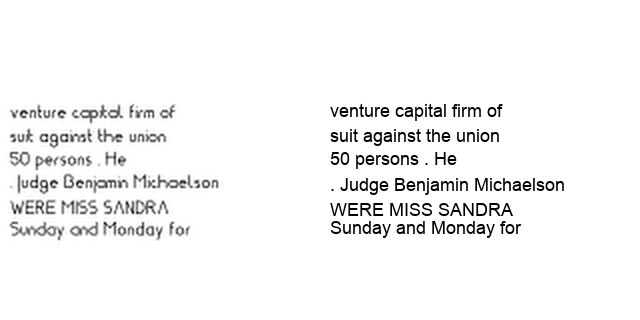 venture capital firm of
suit against the union
50 persons . He
. Judge Benjamin Michaelson
WERE MISS SANDRA
Sunday and Monday for
venture capital firm of
suit against the union
50 persons . He
. Judge Benjamin Michaelson
WERE MISS SANDRA
Sunday and Monday for